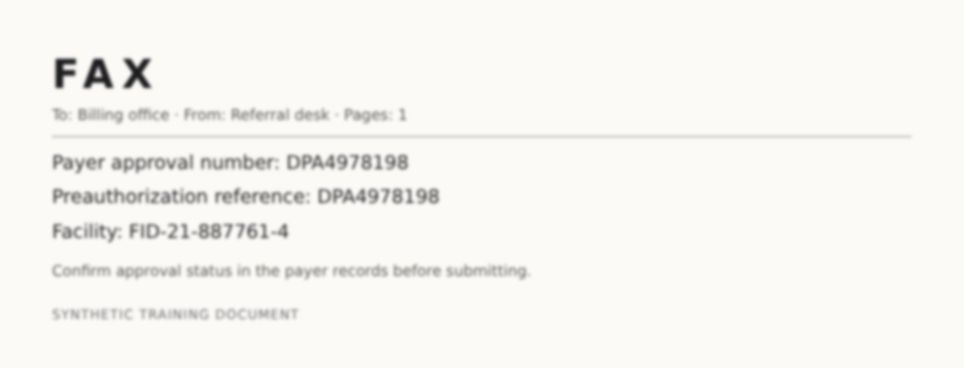 FAX
To: Billing office · From: Referral desk · Pages: 1
Payer approval number: DPA4978198
Preauthorization reference: DPA4978198
Facility: FID-21-887761-4
Confirm approval status in the payer records before submitting.
SYNTHETIC TRAINING DOCUMENT